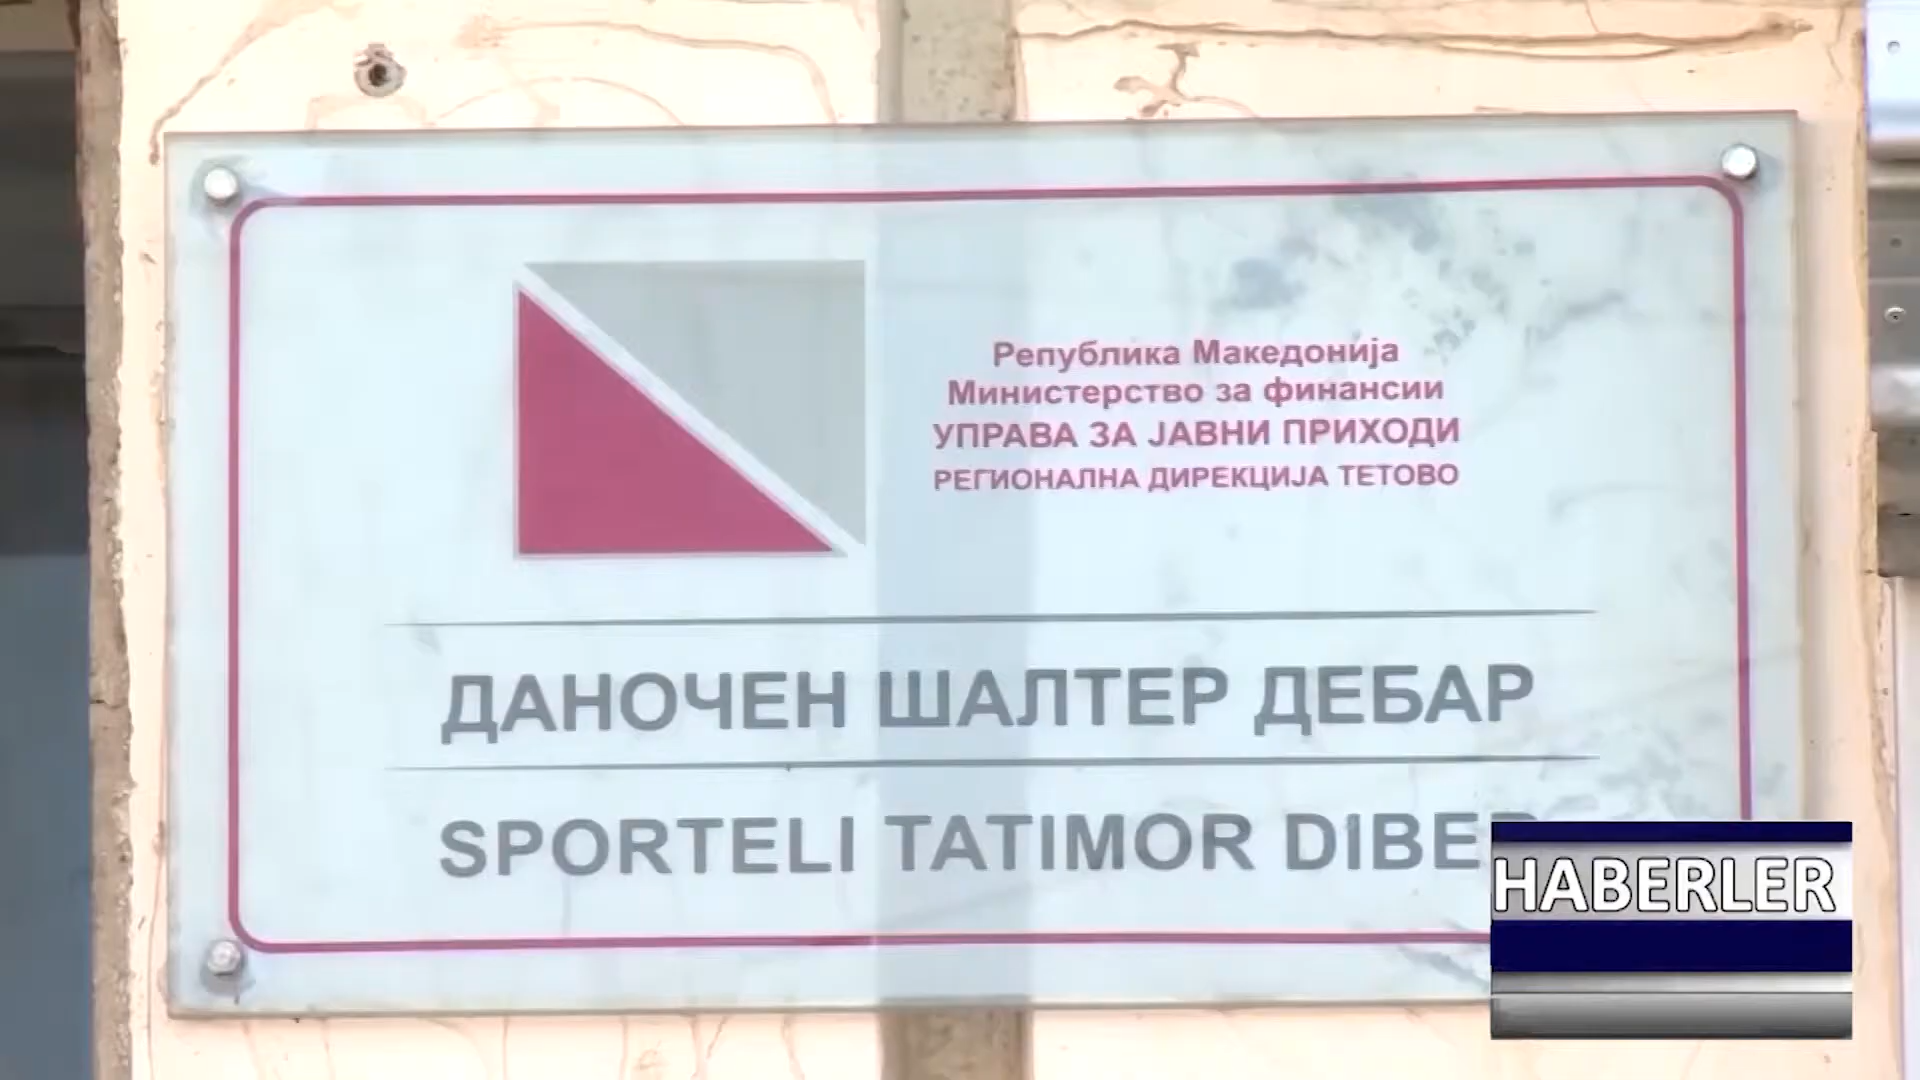 Република Македонија
Министерство за финансии
УПРАВА ЗА ЈАВНИ ПРИХОДИ
РЕГИОНАЛНА ДИРЕКЦИЈА ТЕТОВО
ДАНОЧЕН ШАЛТЕР ДЕБАР
SPORTELI TATIMOR
HABERLER